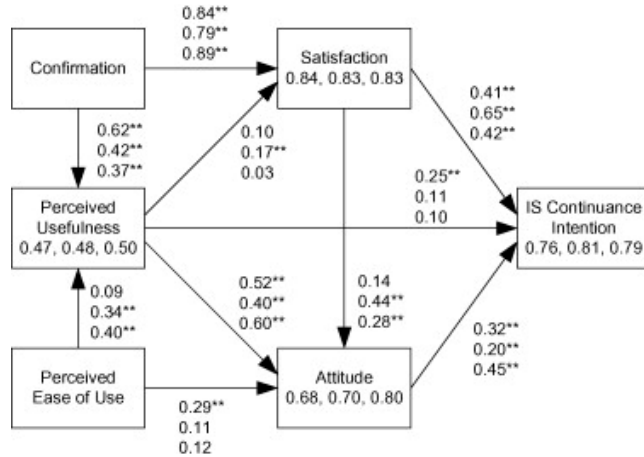 0.84**
0.79**
0.89**
Confirmation
Satisfaction
0.84, 0.83, 0.83
0.41**
0.65**
0.42**
0.62**
0.42**
0.37**
0.10
0.17**
0.03
0.25**
0.11
0.10
Perceived
Usefulness
0.47, 0.48, 0.50
IS Continuance
Intention
0.76, 0.81, 0.79
0.09
0.34**
0.40**
0.52**
0.40**
0.60**
0.14
0.44**
0.28**
0.32**
0.20**
0.45**
Perceived
Ease of Use
Attitude
0.68, 0.70, 0.80
0.29**
0.11
0.12